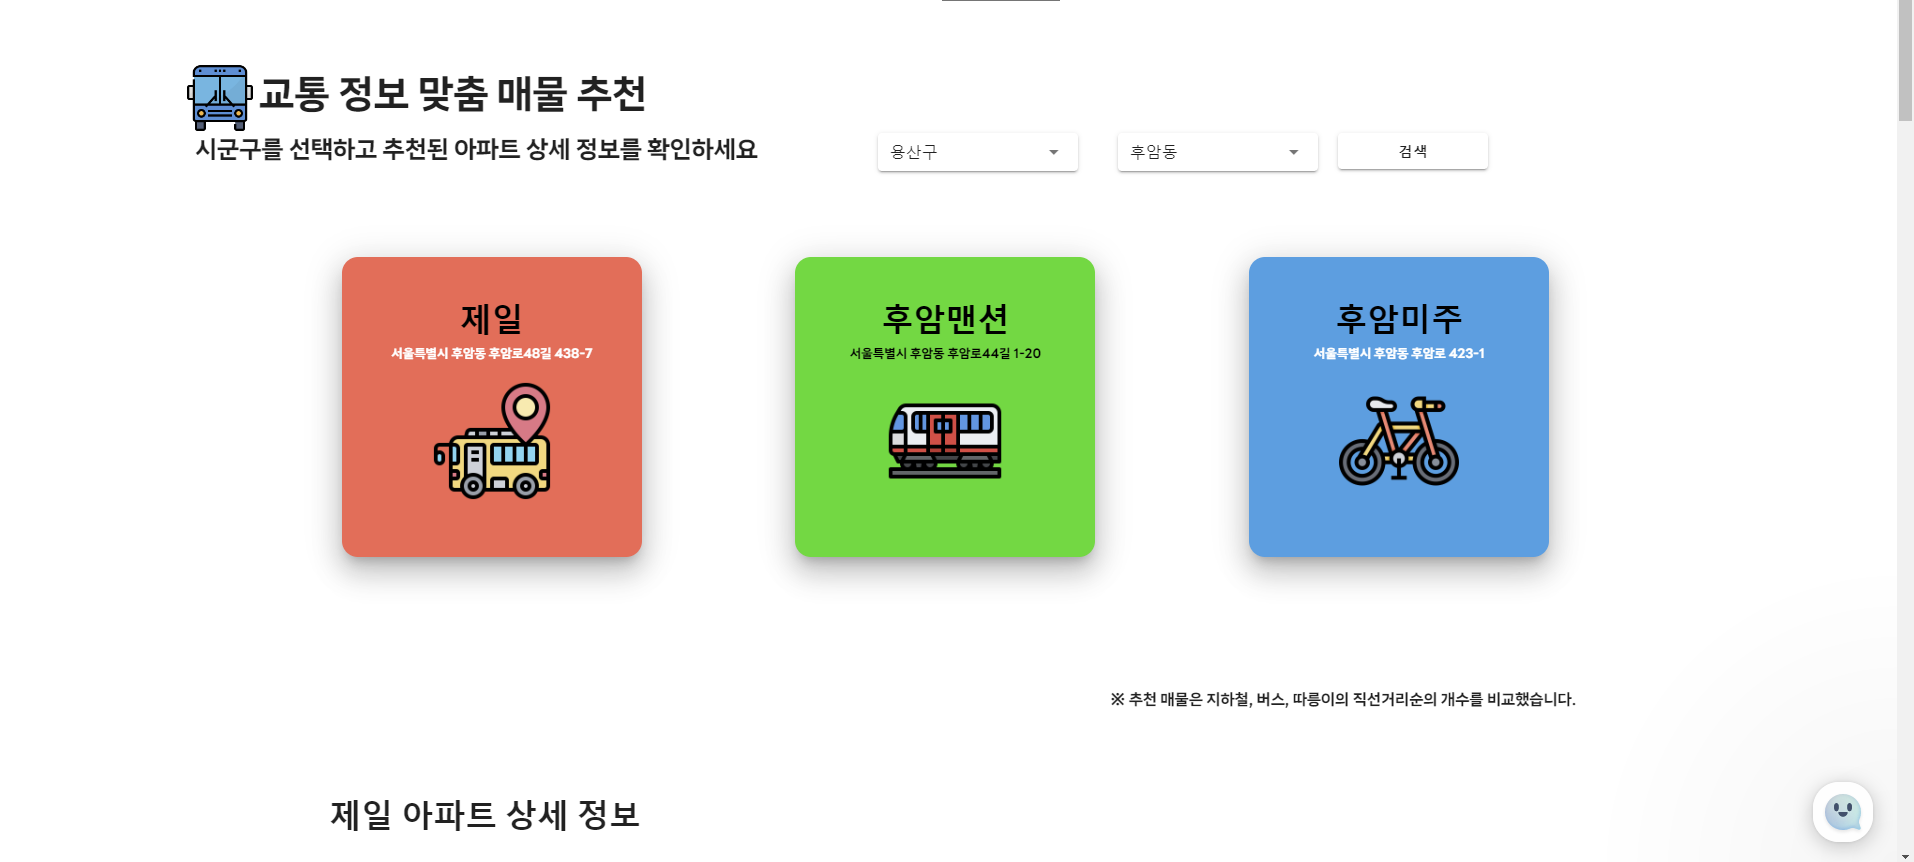 교통 정보 맞춤 매물 추천
시군구를 선택하고 추천된 아파트 상세 정보를 확인하세요
용산구
후암동
검색
제일
서울특별시 후암동 후암로48길 438-7
후암맨션
서울특별시 후암동 후암로44길 1-20
후암미주
서울특별시 후암동 후암로 423-1
※ 추천 매물은 지하철, 버스, 따릉이의 직선거리순의 개수를 비교했습니다.
제일 아파트 상세 정보